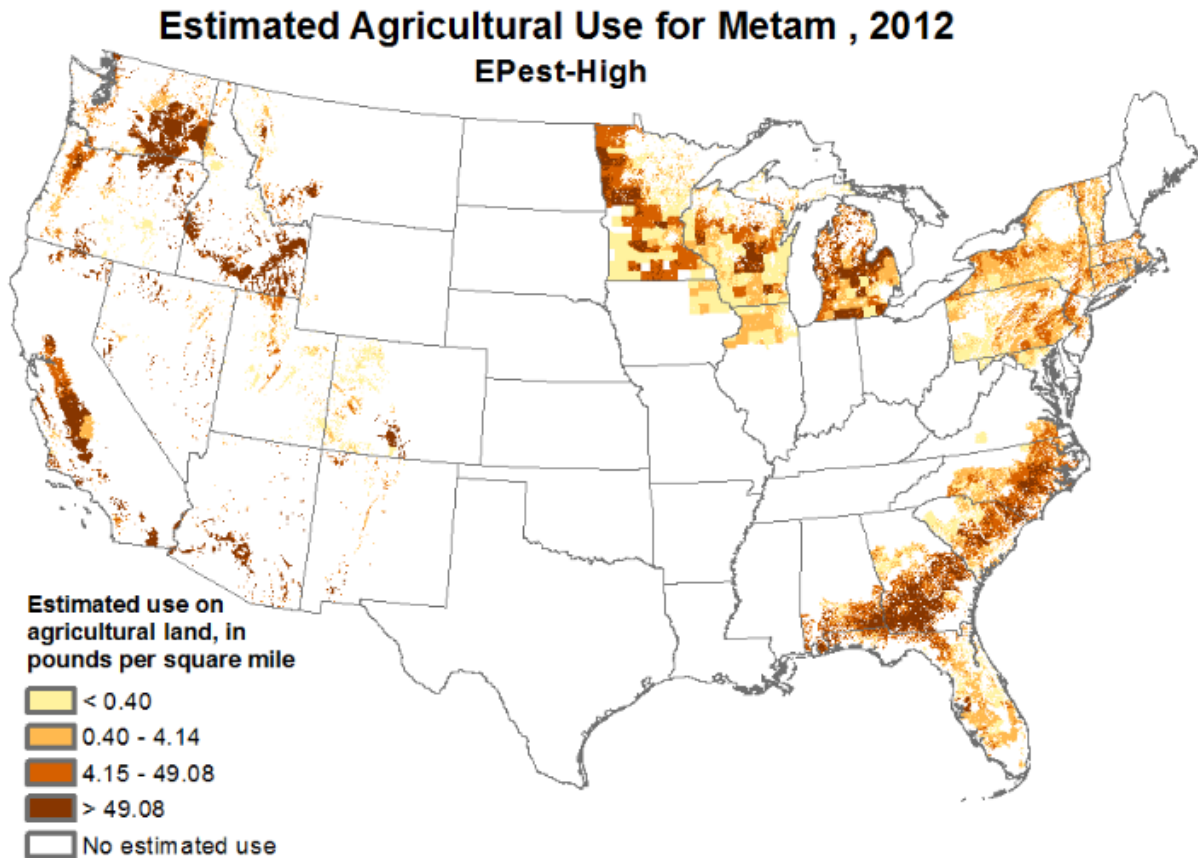 Estimated Agricultural Use for Metam , 2012
EPest-High
Estimated use on
agricultural land, in
pounds per square mile
< 0.40
0.40 - 4.14
4.15 - 49.08
> 49.08
No estimated use